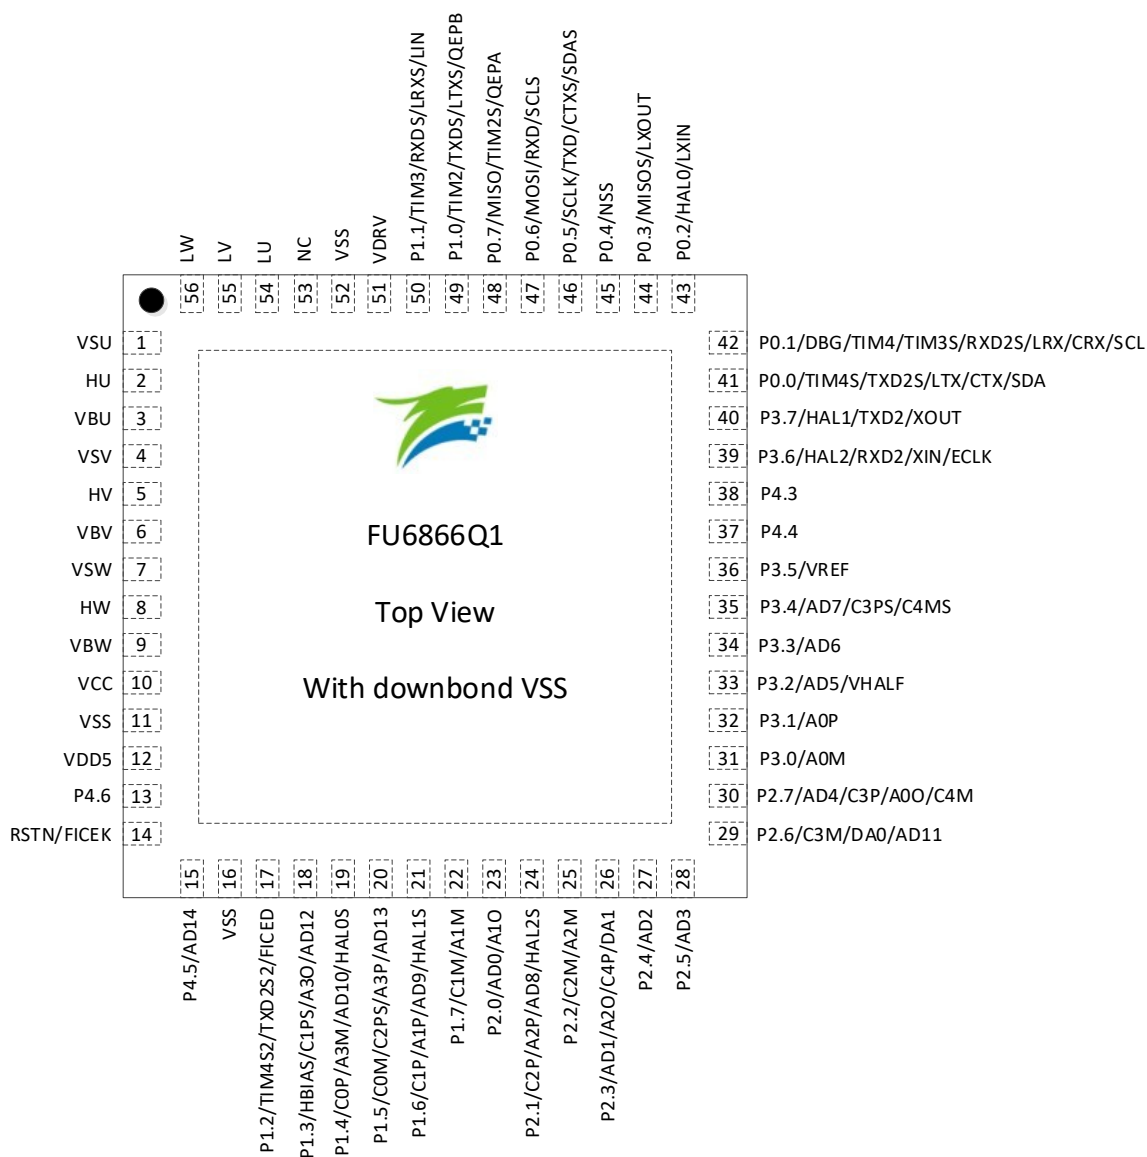 LW
LV
LU
NC
VSS
VDRV
P1.1/TIM3/RXDS/LRXS/LIN
P1.0/TIM2/TXDS/LTXS/QEPB
P0.7/MISO/TIM2S/QEPA
P0.6/MOSI/RXD/SCLS
P0.5/SCLK/TXD/CTXS/SDAS
P0.4/NSS
P0.3/MISOS/LXOUT
P0.2/HAL0/LXIN
56
55
54
53
52
51
50
49
48
47
46
45
44
43
VSU 1
HU 2
VBU 3
VSV 4
HV 5
VBV 6
VSW 7
HW 8
VBW 9
VCC 10
VSS 11
VDD5 12
P4.6 13
RSTN/FICEK 14
FU6866Q1
Top View
With downbond VSS
42 P0.1/DBG/TIM4/TIM3S/RXD2S/LRX/CRX/SCL
41 P0.0/TIM4S/TXD2S/LTX/CTX/SDA
40 P3.7/HAL1/TXD2/XOUT
39 P3.6/HAL2/RXD2/XIN/ECLK
38 P4.3
37 P4.4
36 P3.5/VREF
35 P3.4/AD7/C3PS/C4MS
34 P3.3/AD6
33 P3.2/AD5/VHALF
32 P3.1/A0P
31 P3.0/A0M
30 P2.7/AD4/C3P/A0O/C4M
29 P2.6/C3M/DA0/AD11
15
16
17
18
19
20
21
22
23
24
25
26
27
28
P4.5/AD14
VSS
P1.2/TIM4S2/TXD2S2/FICED
P1.3/HBIAS/C1PS/A3O/AD12
P1.4/C0P/A3M/AD10/HAL0S
P1.5/C0M/C2PS/A3P/AD13
P1.6/C1P/A1P/AD9/HAL1S
P1.7/C1M/A1M
P2.0/AD0/A1O
P2.1/C2P/A2P/AD8/HAL2S
P2.2/C2M/A2M
P2.3/AD1/A2O/C4P/DA1
P2.4/AD2
P2.5/AD3